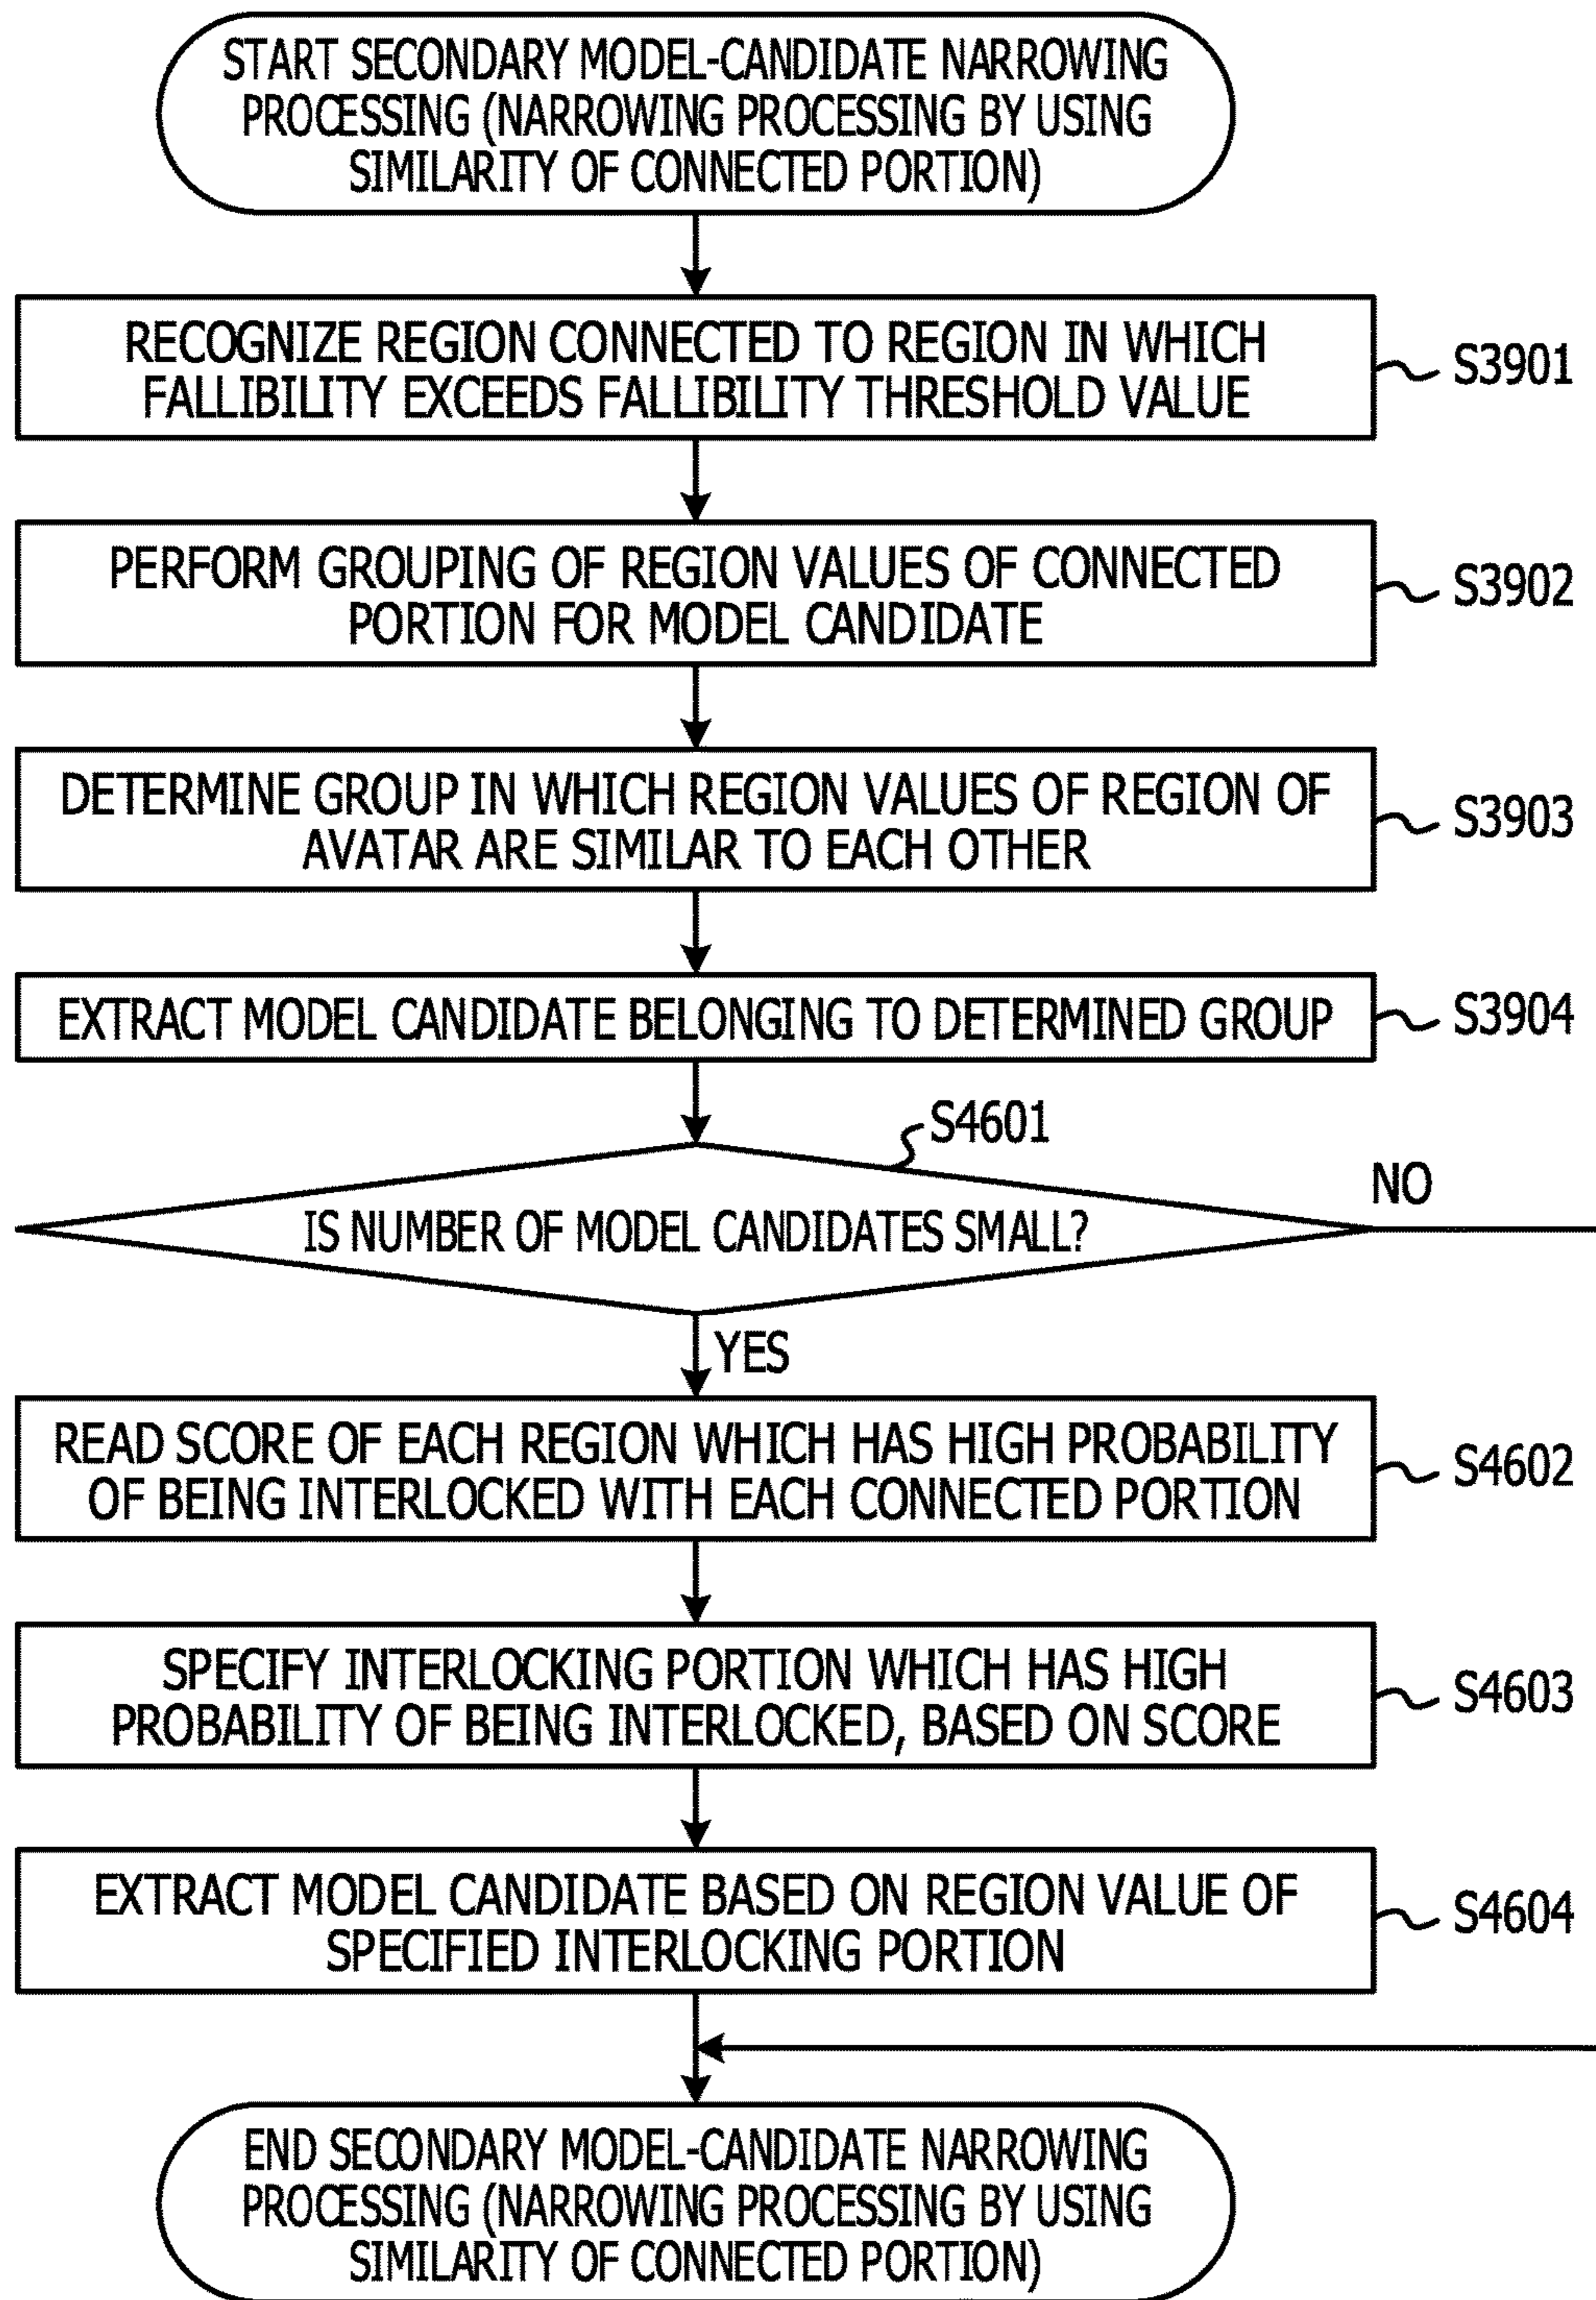 START SECONDARY MODEL-CANDIDATE NARROWING
PROCESSING (NARROWING PROCESSING BY USING
SIMILARITY OF CONNECTED PORTION)
RECOGNIZE REGION CONNECTED TO REGION IN WHICH
FALLIBILITY EXCEEDS FALLIBILITY THRESHOLD VALUE
S3901
PERFORM GROUPING OF REGION VALUES OF CONNECTED
PORTION FOR MODEL CANDIDATE
S3902
DETERMINE GROUP IN WHICH REGION VALUES OF REGION OF
AVATAR ARE SIMILAR TO EACH OTHER
S3903
EXTRACT MODEL CANDIDATE BELONGING TO DETERMINED GROUP
S3904
S4601
NO
IS NUMBER OF MODEL CANDIDATES SMALL?
YES
READ SCORE OF EACH REGION WHICH HAS HIGH PROBABILITY
OF BEING INTERLOCKED WITH EACH CONNECTED PORTION
S4602
SPECIFY INTERLOCKING PORTION WHICH HAS HIGH
PROBABILITY OF BEING INTERLOCKED, BASED ON SCORE
S4603
EXTRACT MODEL CANDIDATE BASED ON REGION VALUE OF
SPECIFIED INTERLOCKING PORTION
S4604
END SECONDARY MODEL-CANDIDATE NARROWING
PROCESSING (NARROWING PROCESSING BY USING
SIMILARITY OF CONNECTED PORTION)